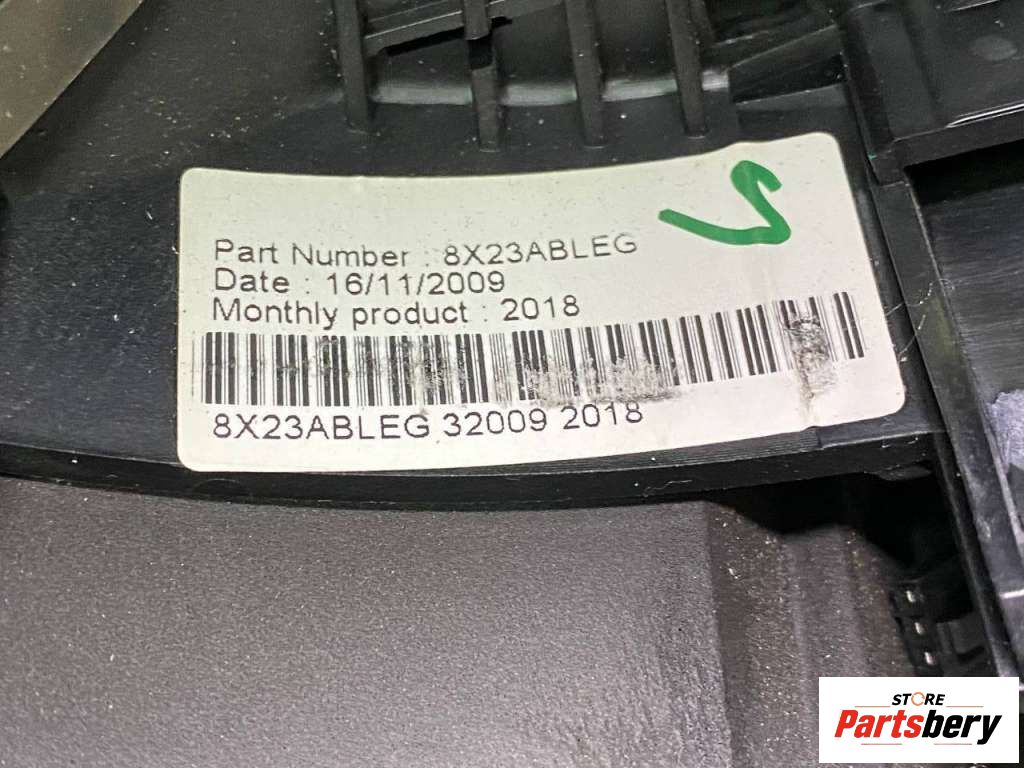 Part Number : 8X23ABLEG
Date : 16/11/2009
Monthly product : 2018
8X23ABLEG 32009 2018
STORE
Partsbery